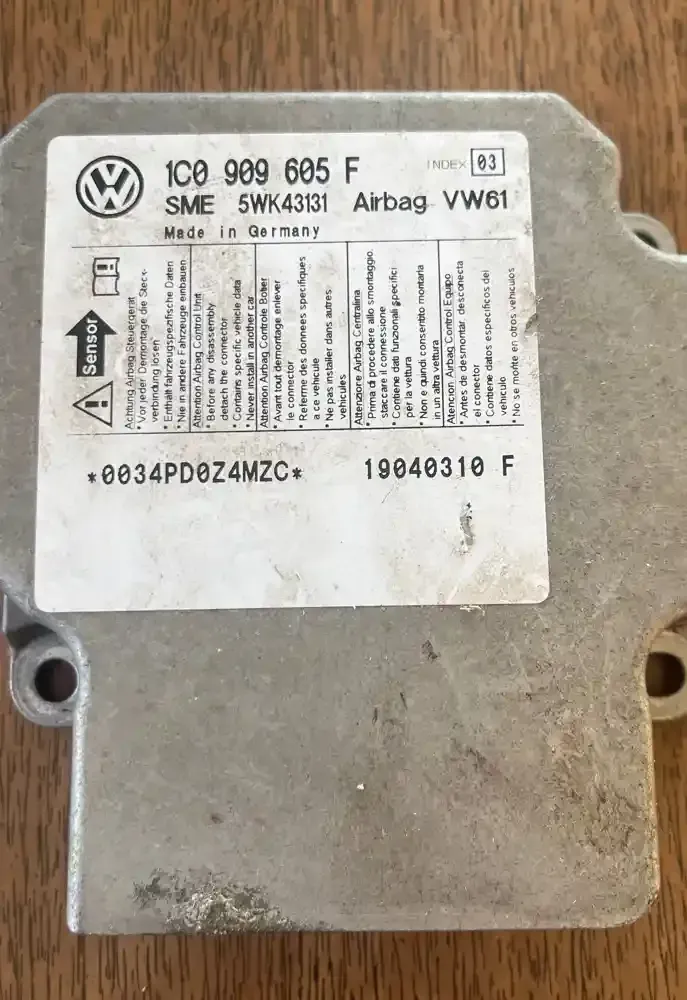 1C0 909 605 F
INDEX 03
SME 5WK43131 Airbag VW61
Made in Germany
Sensor
Achtung Airbag Steuergerät
• Vor jeder Demontage die Steck-
verbindung lösen
• Enthält fahrzeugspezifische Daten
• Nie in andere Fahrzeuge einbauen
Attention Airbag Control Unit
• Before any disassembly
detach the connector
• Contains specific vehicle data
• Never install in another car
Attention Airbag Controle Boitier
• Avant tout demontage enlever
le connector
• Referme des donnees specifiques
a ce vehicule
• Ne pas installer dans autres
vehicules
Attenzione Airbag Centralina
• Prima di procedere allo smontaggio
staccare il connessione
• Contiene dati funzionali specifici
per la vettura
• Non e quindi consentito montarla
in un altra vettura
Atencion Airbag Control Equipo
• Antes de desmontar desconecta
el conector
• Contiene datos especificos del
vehiculo
• No se monte en otros vehiculos
*0034PD0Z4MZC*
19040310 F